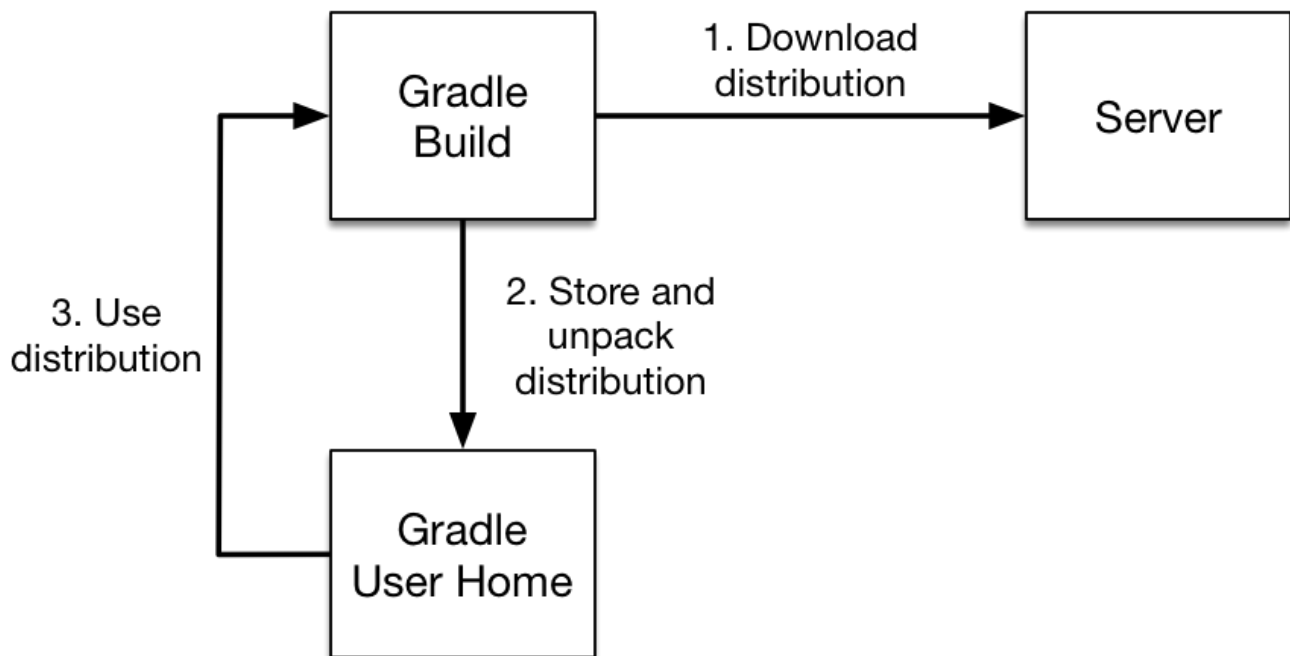 Gradle
Build
1. Download
distribution
Server
3. Use
distribution
2. Store and
unpack
distribution
Gradle
User Home